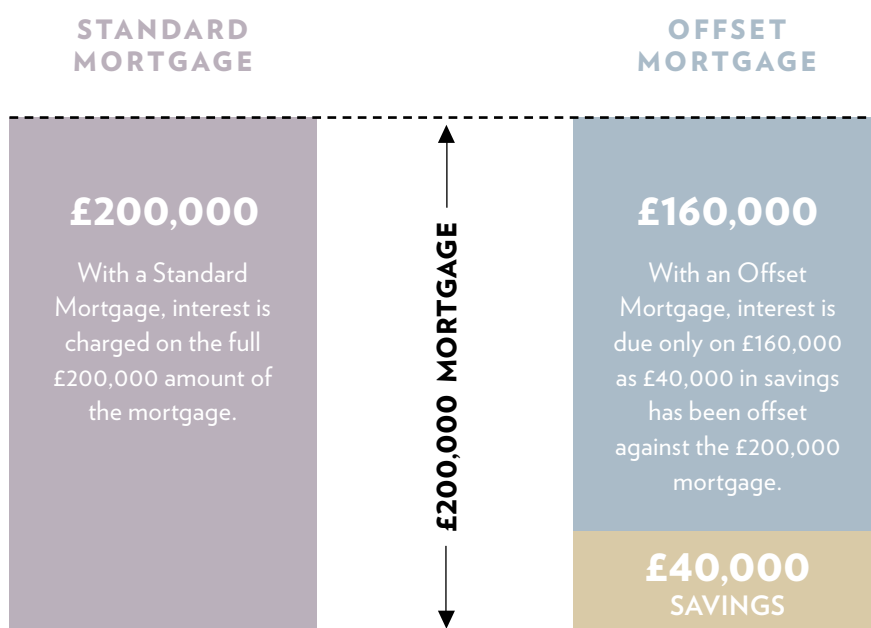 STANDARD
MORTGAGE
£200,000
With a Standard
Mortgage, interest is
charged on the full
£200,000 amount of
the mortgage.
£200,000 MORTGAGE
OFFSET
MORTGAGE
£160,000
With an Offset
Mortgage, interest is
due only on £160,000
as £40,000 in savings
has been offset
against the £200,000
mortgage.
£40,000
SAVINGS